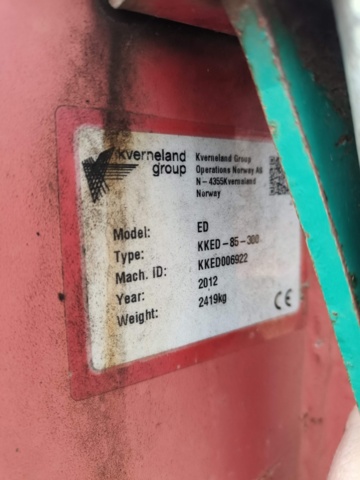 Kverneland
group
Kverneland Group
Operations Norway AS
N-4355Kverneland
Norway
Model: ED
Type: KKED-85-300
Mach. ID: KKED006922
Year: 2012
Weight: 2419kg
CE